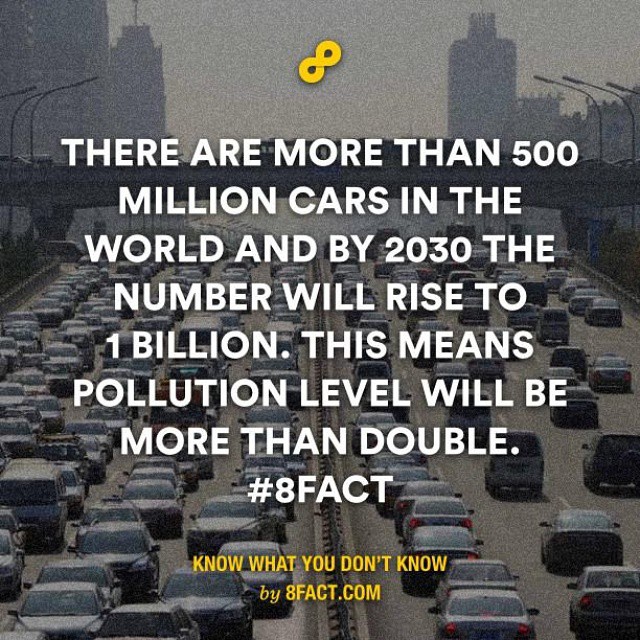 THERE ARE MORE THAN 500
MILLION CARS IN THE
WORLD AND BY 2030 THE
NUMBER WILL RISE TO
1 BILLION. THIS MEANS
POLLUTION LEVEL WILL BE
MORE THAN DOUBLE.
#8FACT
KNOW WHAT YOU DON'T KNOW
by 8FACT.COM